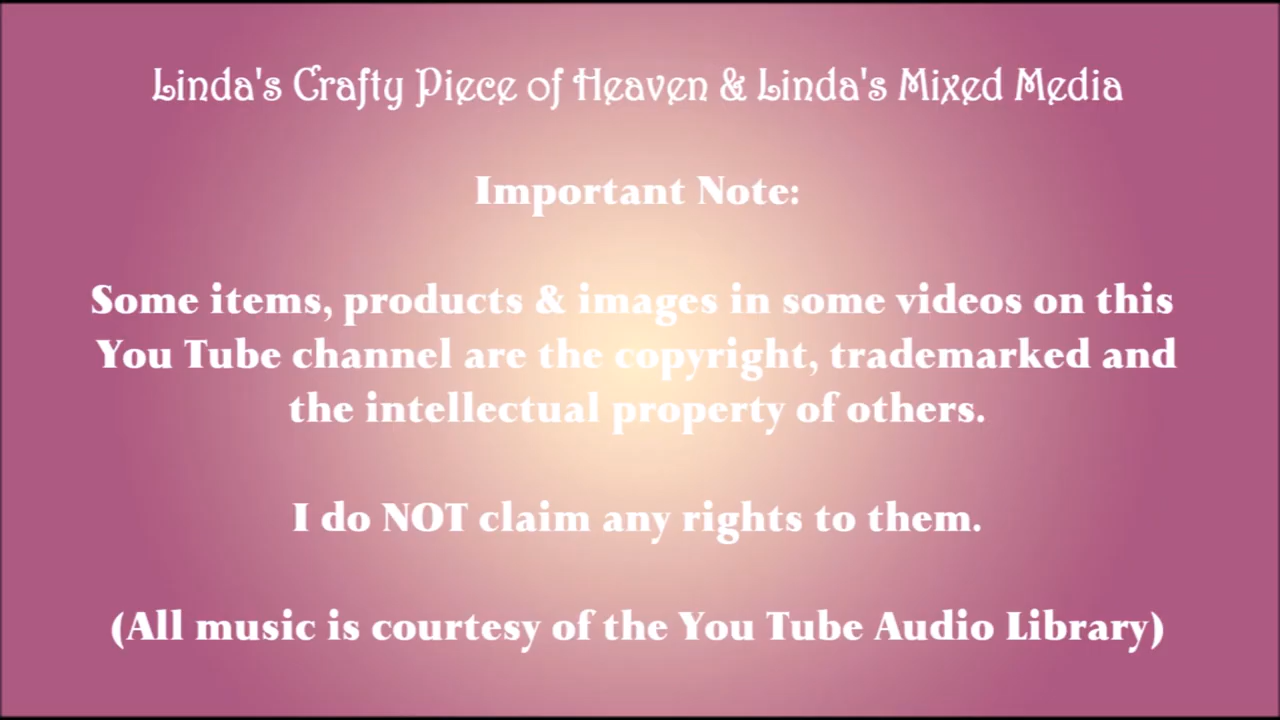 Linda's Crafty Piece of Heaven & Linda's Mixed Media
Important Note:
Some items, products & images in some videos on this
You Tube channel are the copyright, trademarked and
the intellectual property of others.
I do NOT claim any rights to them.
(All music is courtesy of the You Tube Audio Library)